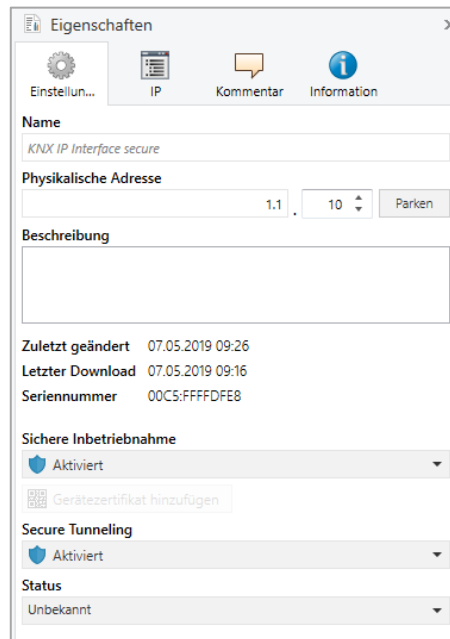 Eigenschaften
Einstellun... IP Kommentar Information
Name
KNX IP Interface secure
Physikalische Adresse
1.1 . 10 Parken
Beschreibung
Zuletzt geändert 07.05.2019 09:26
Letzter Download 07.05.2019 09:16
Seriennummer 00C5:FFFFDFE8
Sichere Inbetriebnahme
Aktiviert
Gerätezertifikat hinzufügen
Secure Tunneling
Aktiviert
Status
Unbekannt